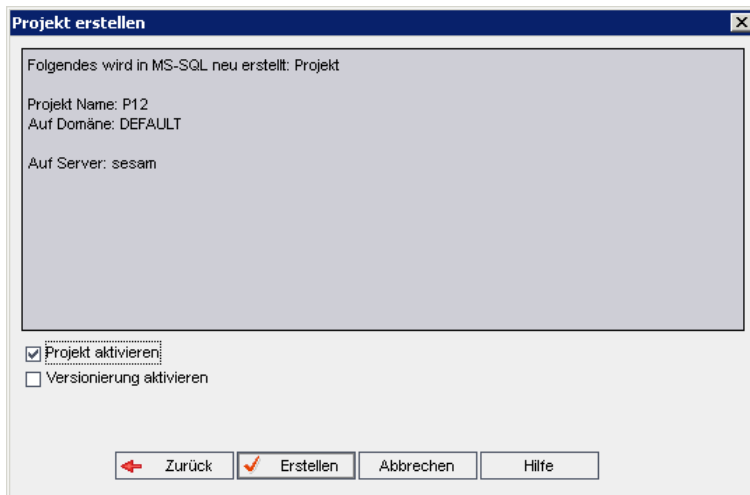 Projekt erstellen
Folgendes wird in MS-SQL neu erstellt: Projekt
Projekt Name: P12
Auf Domäne: DEFAULT
Auf Server: sesam
Projekt aktivieren
Versionierung aktivieren
Zurück Erstellen Abbrechen Hilfe